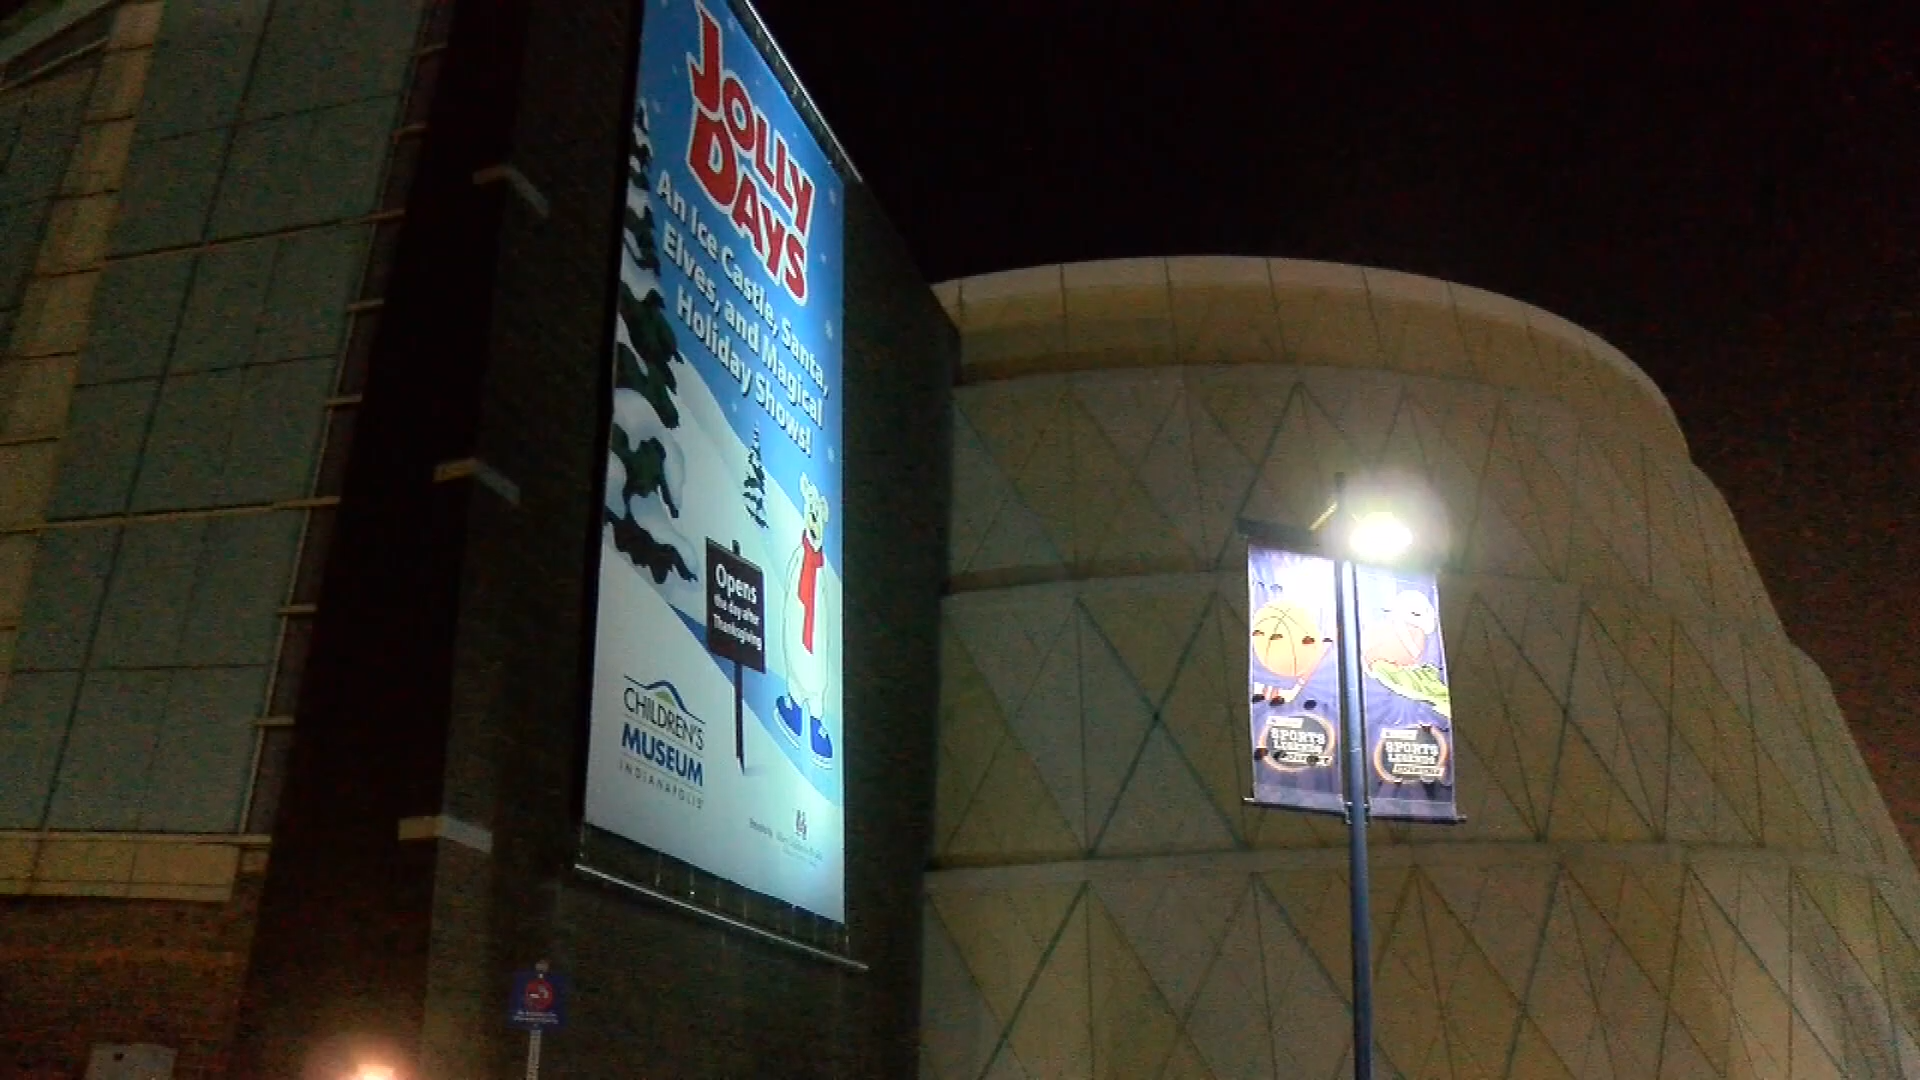 JOLLY
DAYS
An Ice Castle, Santa,
Elves, and Magical
Holiday Shows!
Opens
the day after
Thanksgiving
CHILDREN'S
MUSEUM
INDIANAPOLIS
SPORTS
LEGENDS
SPORTS
LEGENDS